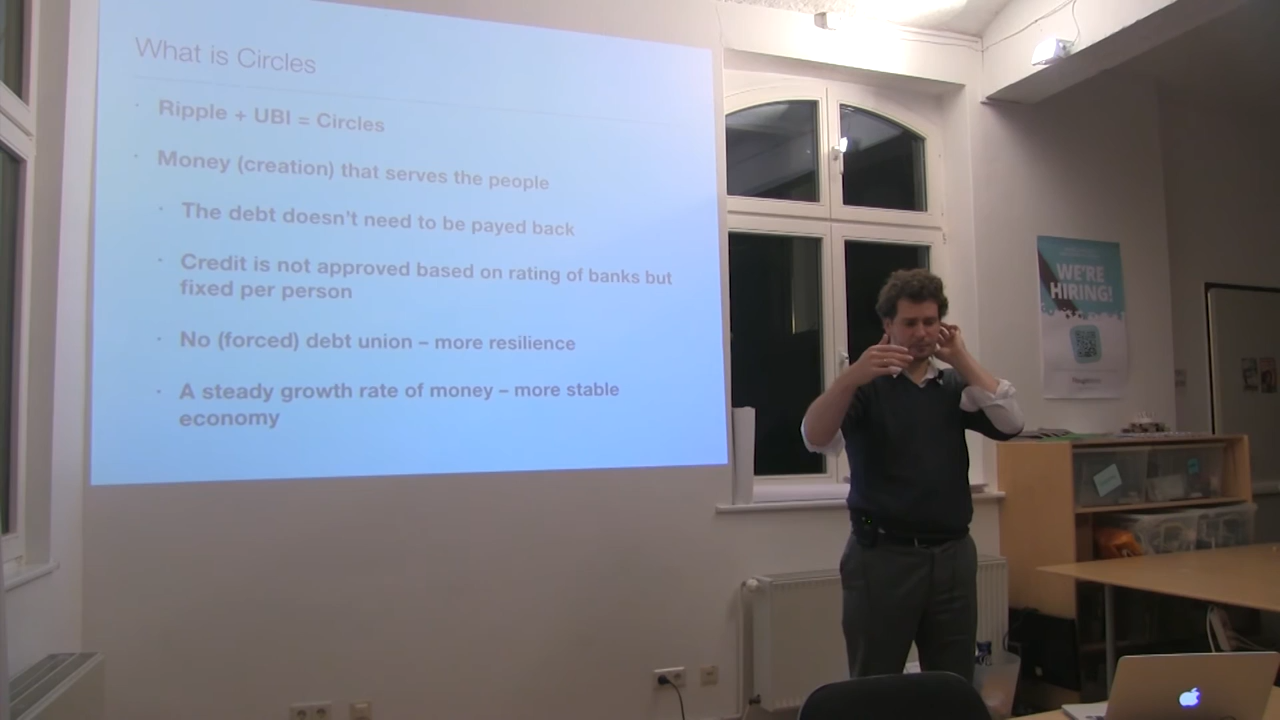 What is Circles
Ripple + UBI = Circles
Money (creation) that serves the people
The debt doesn't need to be payed back
Credit is not approved based on rating of banks but
fixed per person
No (forced) debt union – more resilience
A steady growth rate of money – more stable
economy
WE'RE
HIRING!